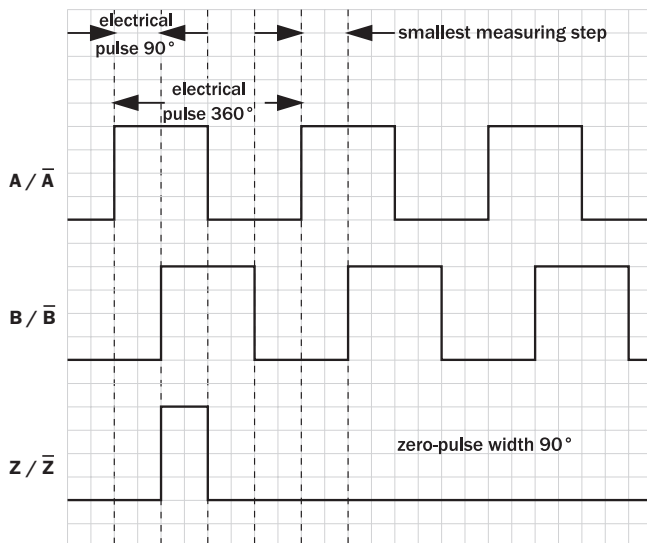 electrical
pulse 90°
smallest measuring step
electrical
pulse 360°
A / A̅
B / B̅
Z / Z̅
zero-pulse width 90°